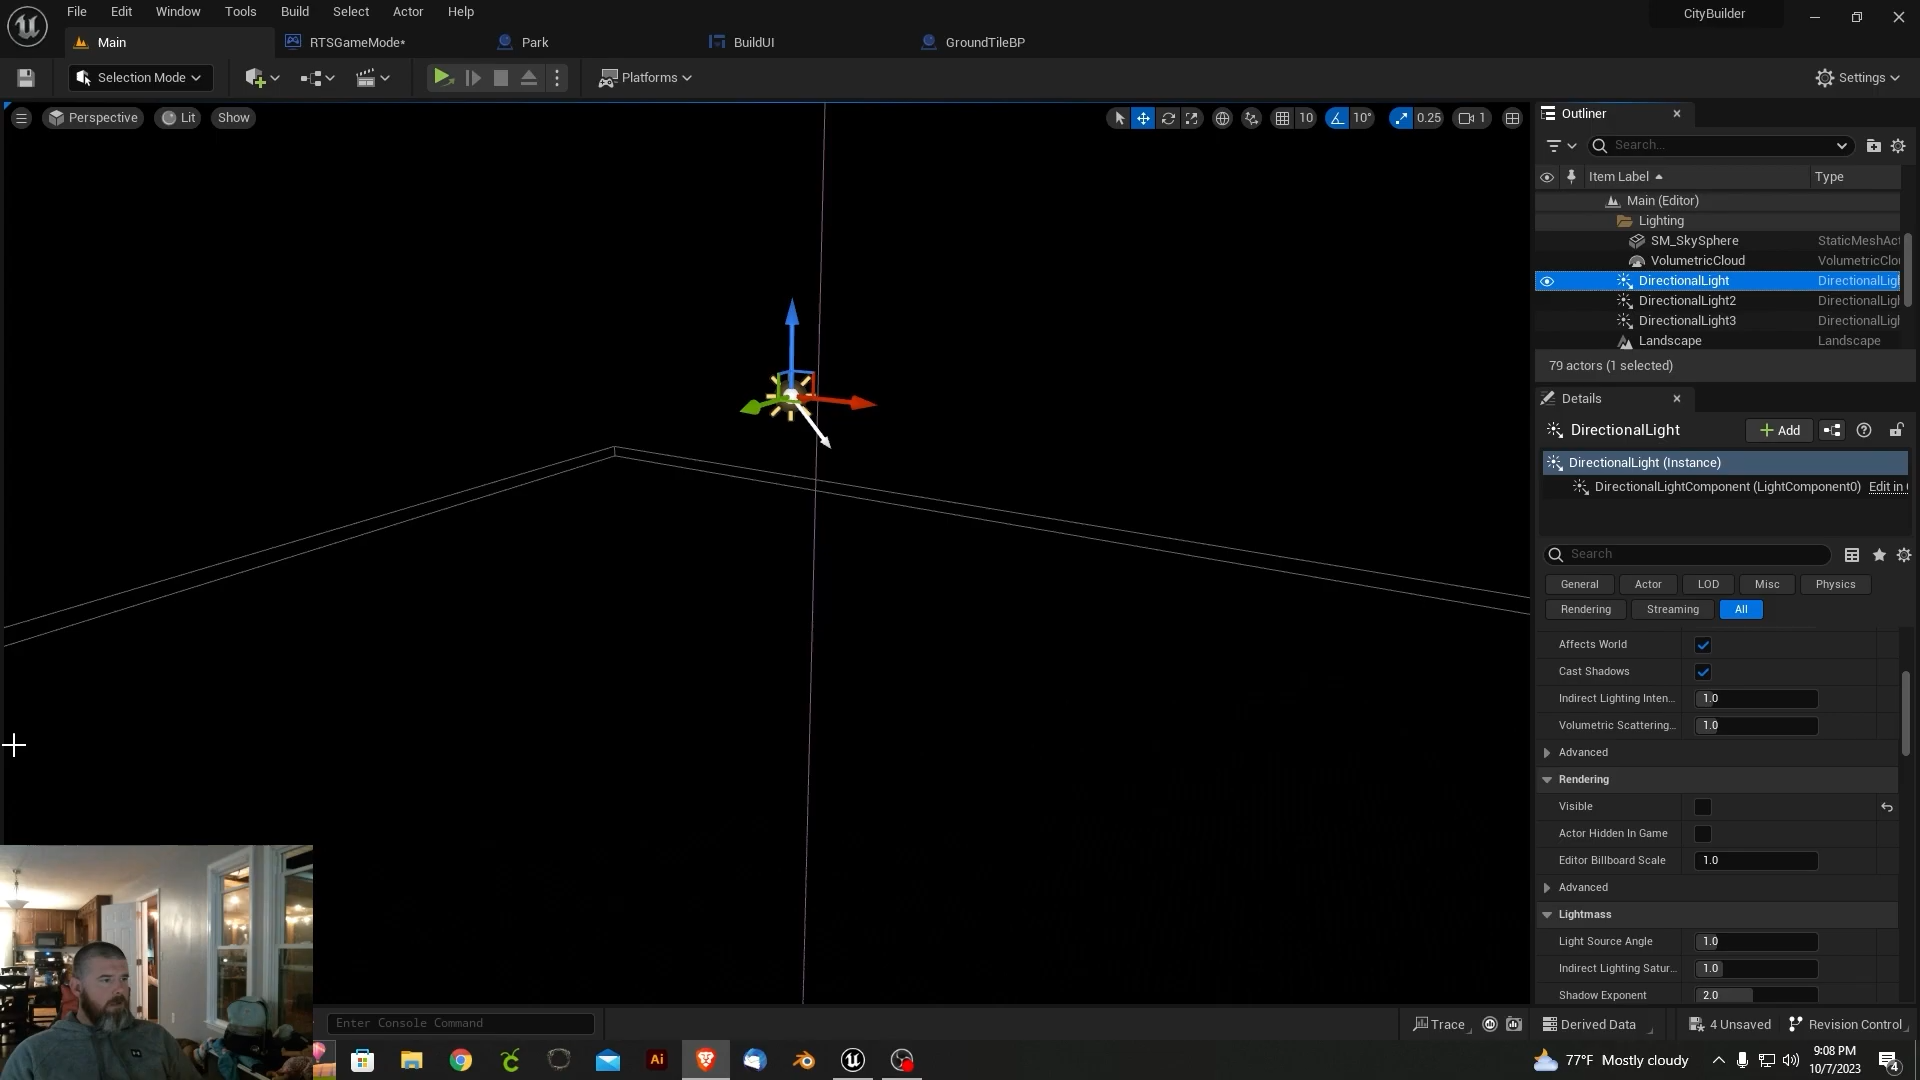 File Edit Window Tools Build Select Actor Help
CityBuilder
Main
RTSGameMode*
Park
BuildUI
GroundTileBP
Selection Mode
Platforms
Settings
Perspective
Lit
Show
10
10°
0.25
1
Outliner
Search...
Item Label
Type
Main (Editor)
Lighting
SM_SkySphere StaticMeshAct
VolumetricCloud VolumetricClou
DirectionalLight DirectionalLigh
DirectionalLight2 DirectionalLigh
DirectionalLight3 DirectionalLigh
Landscape Landscape
79 actors (1 selected)
Details
DirectionalLight
Add
DirectionalLight (Instance)
DirectionalLightComponent (LightComponent0) Edit in
Search
General Actor LOD Misc Physics
Rendering Streaming All
Affects World
Cast Shadows
Indirect Lighting Inten... 1.0
Volumetric Scattering... 1.0
Advanced
Rendering
Visible
Actor Hidden In Game
Editor Billboard Scale 1.0
Advanced
Lightmass
Light Source Angle 1.0
Indirect Lighting Satur... 1.0
Shadow Exponent 2.0
Enter Console Command
Trace
Derived Data
4 Unsaved
Revision Control
Ai
77°F Mostly cloudy
9:08 PM
10/7/2023
4